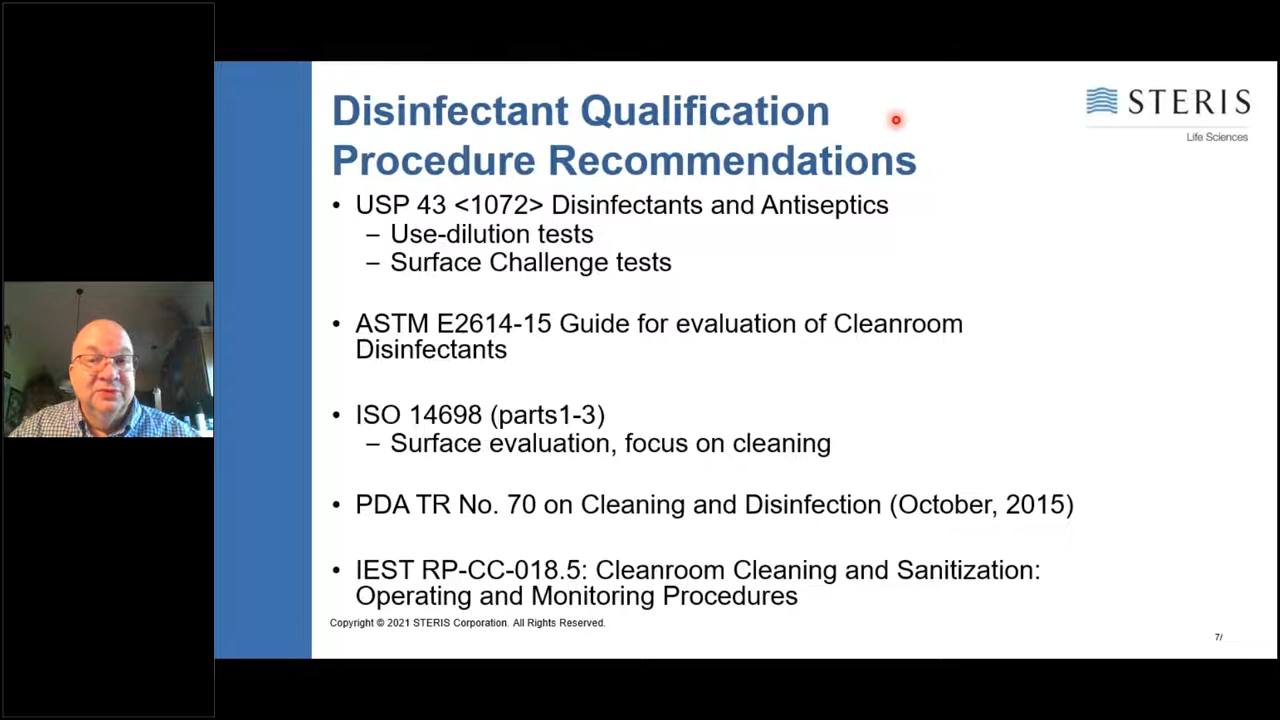 Disinfectant Qualification
Procedure Recommendations
STERIS
Life Sciences
• USP 43 <1072> Disinfectants and Antiseptics
– Use-dilution tests
– Surface Challenge tests
• ASTM E2614-15 Guide for evaluation of Cleanroom
Disinfectants
• ISO 14698 (parts1-3)
– Surface evaluation, focus on cleaning
• PDA TR No. 70 on Cleaning and Disinfection (October, 2015)
• IEST RP-CC-018.5: Cleanroom Cleaning and Sanitization:
Operating and Monitoring Procedures
Copyright © 2021 STERIS Corporation. All Rights Reserved.
7/